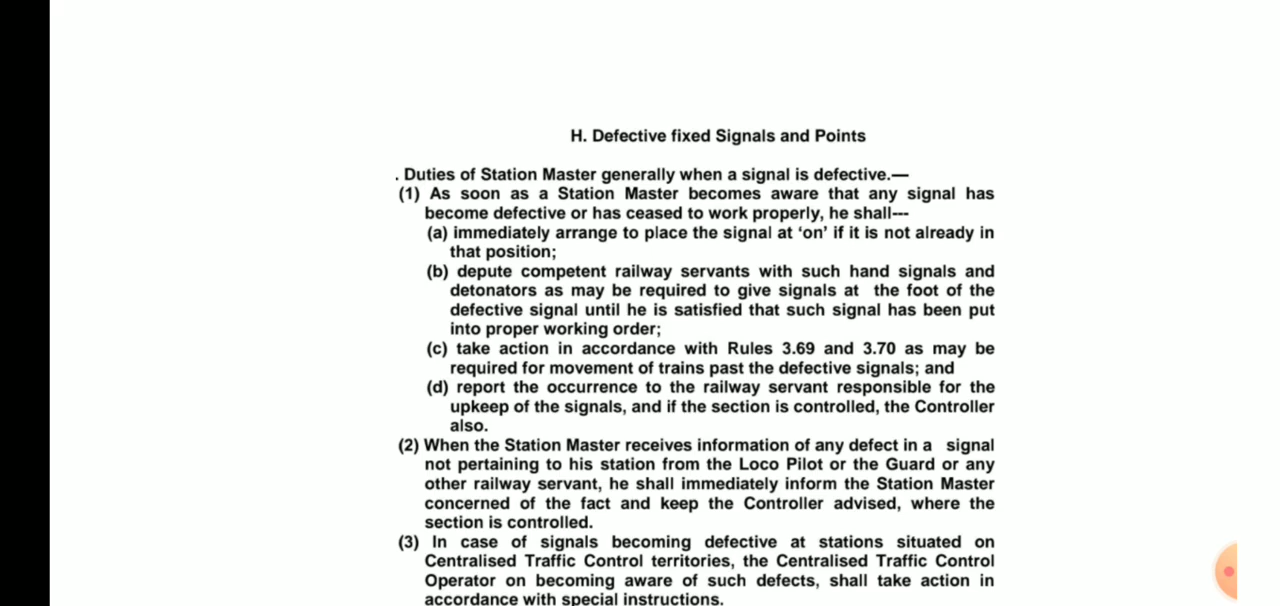 H. Defective fixed Signals and Points
. Duties of Station Master generally when a signal is defective.—
(1) As soon as a Station Master becomes aware that any signal has
become defective or has ceased to work properly, he shall---
(a) immediately arrange to place the signal at ‘on’ if it is not already in
that position;
(b) depute competent railway servants with such hand signals and
detonators as may be required to give signals at the foot of the
defective signal until he is satisfied that such signal has been put
into proper working order;
(c) take action in accordance with Rules 3.69 and 3.70 as may be
required for movement of trains past the defective signals; and
(d) report the occurrence to the railway servant responsible for the
upkeep of the signals, and if the section is controlled, the Controller
also.
(2) When the Station Master receives information of any defect in a signal
not pertaining to his station from the Loco Pilot or the Guard or any
other railway servant, he shall immediately inform the Station Master
concerned of the fact and keep the Controller advised, where the
section is controlled.
(3) In case of signals becoming defective at stations situated on
Centralised Traffic Control territories, the Centralised Traffic Control
Operator on becoming aware of such defects, shall take action in
accordance with special instructions.